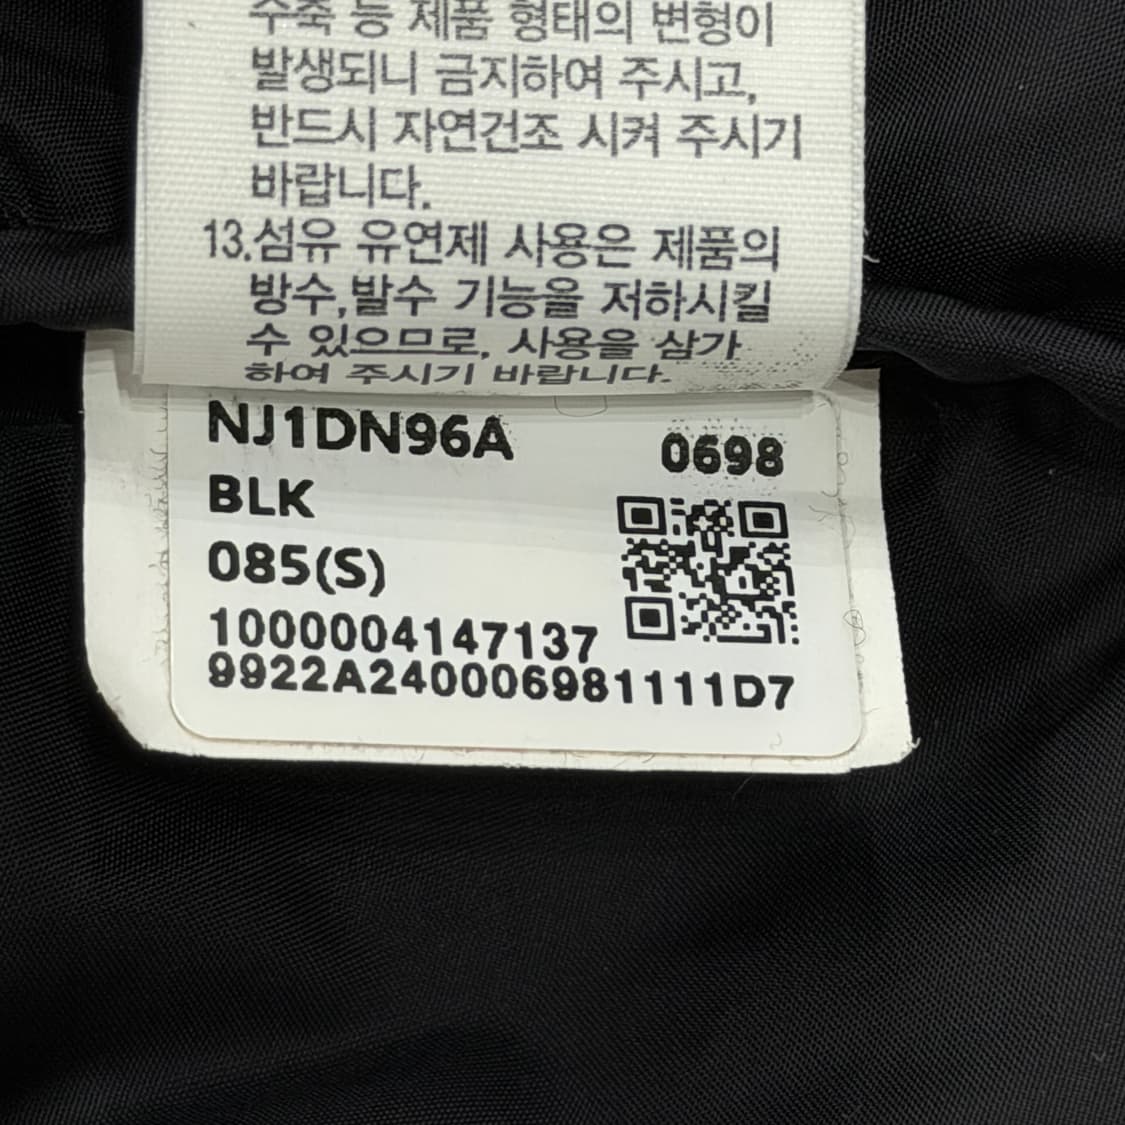 수축 등 제품 형태의 변형이
발생되니 금지하여 주시고,
반드시 자연건조 시켜 주시기
바랍니다.
13.섬유 유연제 사용은 제품의
방수,발수 기능을 저하시킬
수 있으므로, 사용을 삼가
하여 주시기 바랍니다.
NJ1DN96A 0698
BLK
085(S)
1000004147137
9922A240006981111D7